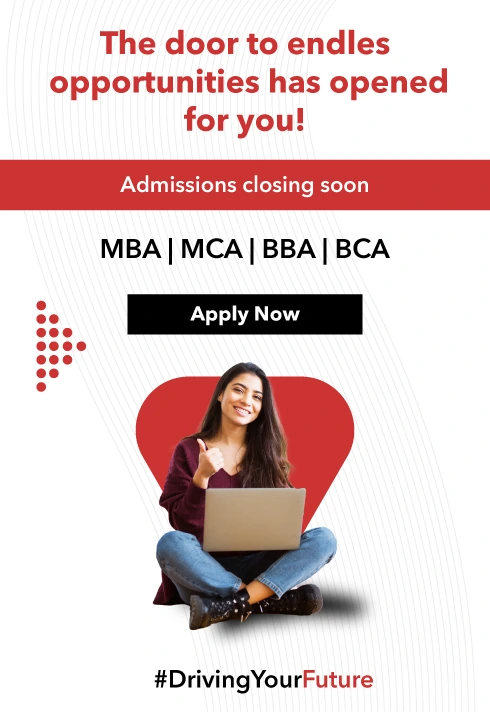 The door to endles
opportunities has opened
for you!
Admissions closing soon
MBA | MCA | BBA | BCA
Apply Now
#DrivingYourFuture